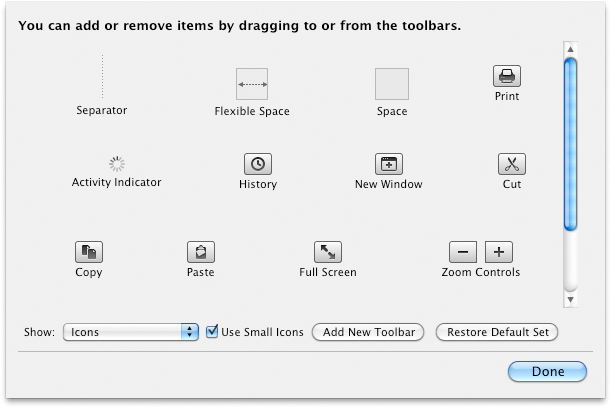 You can add or remove items by dragging to or from the toolbars.
Separator
Flexible Space
Space
Print
Activity Indicator
History
New Window
Cut
Copy
Paste
Full Screen
Zoom Controls
Show: Icons Use Small Icons Add New Toolbar Restore Default Set
Done